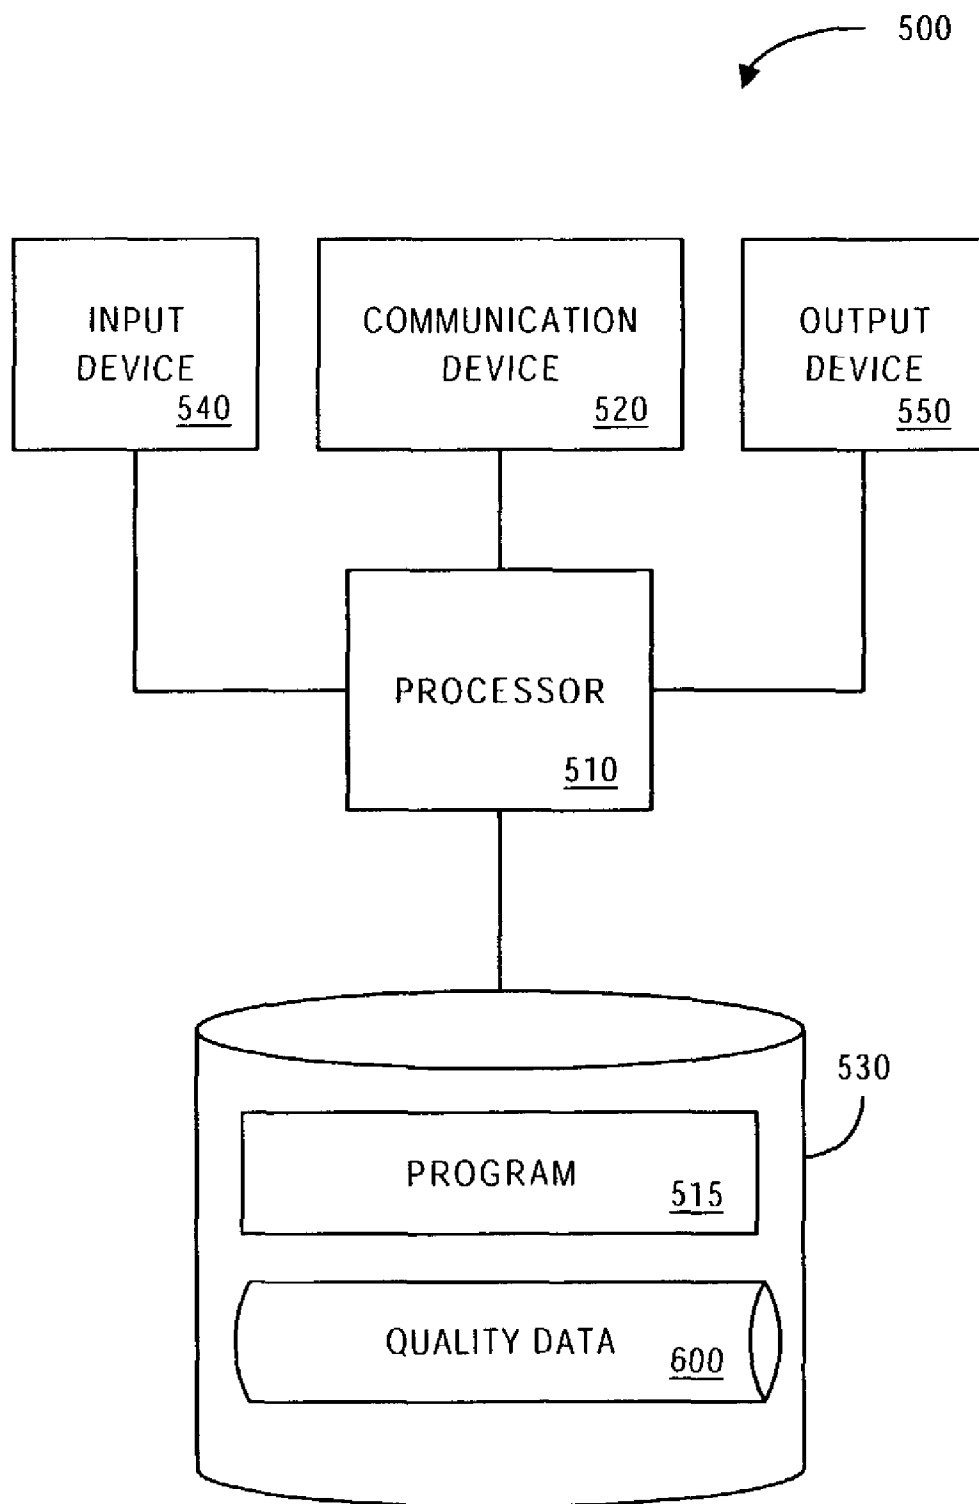 500
INPUT
DEVICE
540
COMMUNICATION
DEVICE
520
OUTPUT
DEVICE
550
PROCESSOR
510
530
PROGRAM
515
QUALITY DATA
600